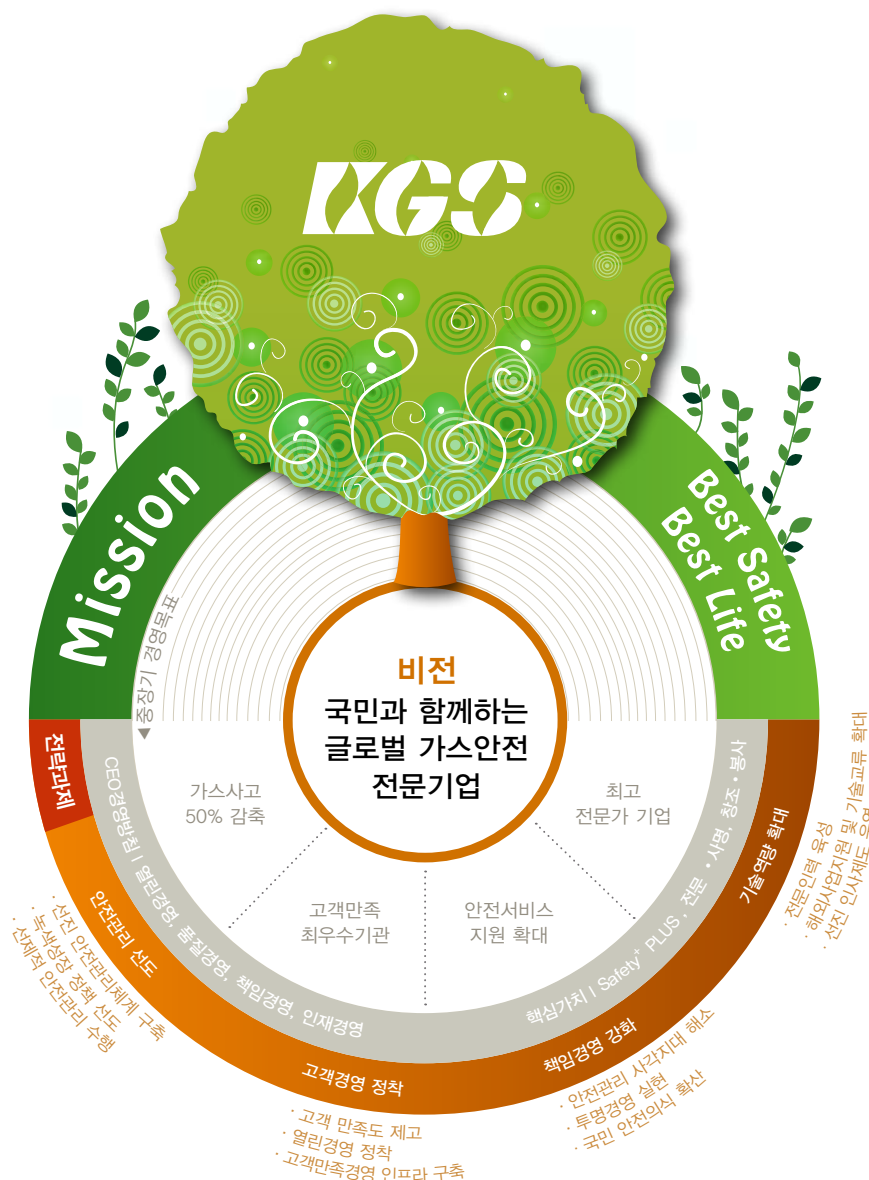 KGS
Mission
Best Safety
Best Life
중장기 경영목표
비전
국민과 함께하는
글로벌 가스안전
전문기업
가스사고
50% 감축
고객만족
최우수기관
안전서비스
지원 확대
최고
전문가 기업
CEO경영방침 | 열린경영, 품질경영, 책임경영, 인재경영
핵심가치 | Safety+ PLUS , 전문 • 사명, 창조 • 봉사
전략과제
안전관리 선도
· 선진 안전관리체계 구축
· 녹색성장 정책 선도
· 선제적 안전관리 수행
고객경영 정착
· 고객 만족도 제고
· 열린경영 정착
· 고객만족경영 인프라 구축
책임경영 강화
· 안전관리 사각지대 해소
· 투명경영 실현
· 국민 안전의식 확산
기술역량 확대
· 전문인력 육성
· 해외사업지원 및 기술교류 확대
· 선진 인사제도 운영